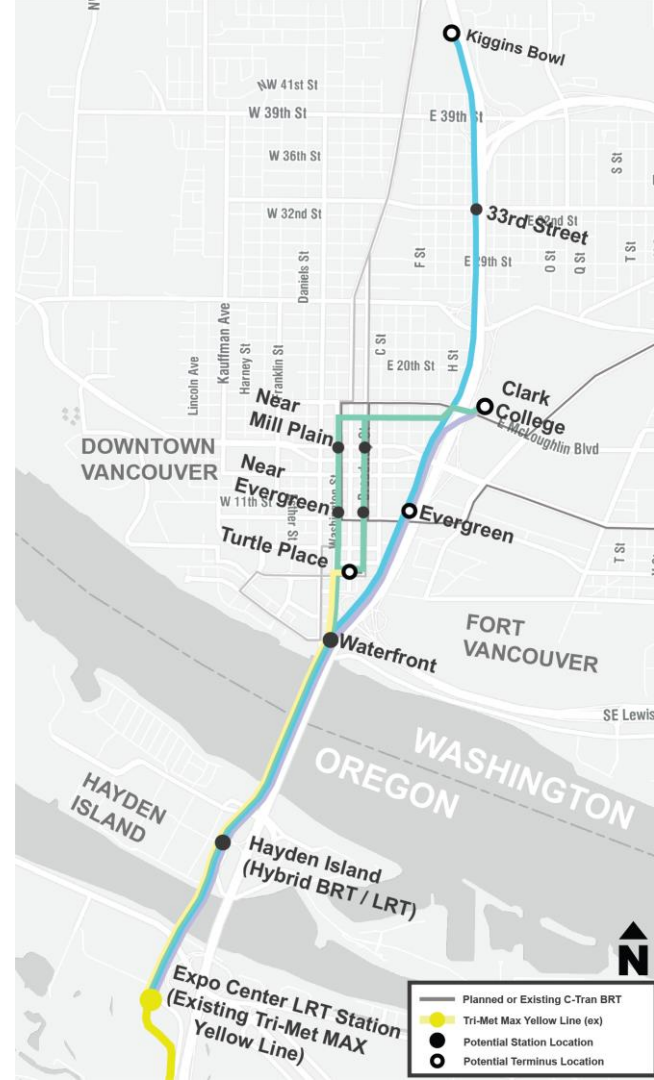 Kiggins Bowl
NW 41st St
W 39th St
E 39th St
W 36th St
S St
W 32nd St
33rd Street
F St
E 29th St
O St
Q St
T St
Daniels St
Kauffman Ave
Lincoln Ave
Harney St
Franklin St
C St
E 20th St
H St
Clark
College
E McLoughlin Blvd
Near
Mill Plain
DOWNTOWN
VANCOUVER
Near
Evergreen
W 11th St
Washington St
Evergreen
Turtle Place
T St
FORT
VANCOUVER
Waterfront
SE Lewis
WASHINGTON
OREGON
HAYDEN
ISLAND
Hayden Island
(Hybrid BRT / LRT)
Expo Center LRT Station
(Existing Tri-Met MAX
Yellow Line)
N
Planned or Existing C-Tran BRT
Tri-Met Max Yellow Line (ex)
Potential Station Location
Potential Terminus Location